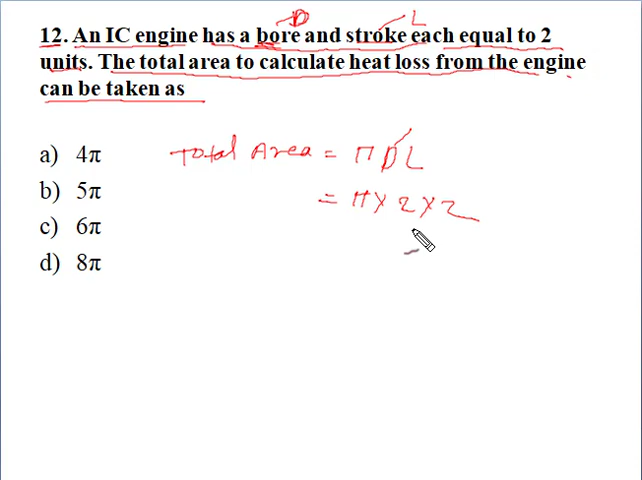 D L
12. An IC engine has a bore and stroke each equal to 2
units. The total area to calculate heat loss from the engine
can be taken as
a) 4π Total Area = π D L
b) 5π = π x 2 x 2
c) 6π
d) 8π